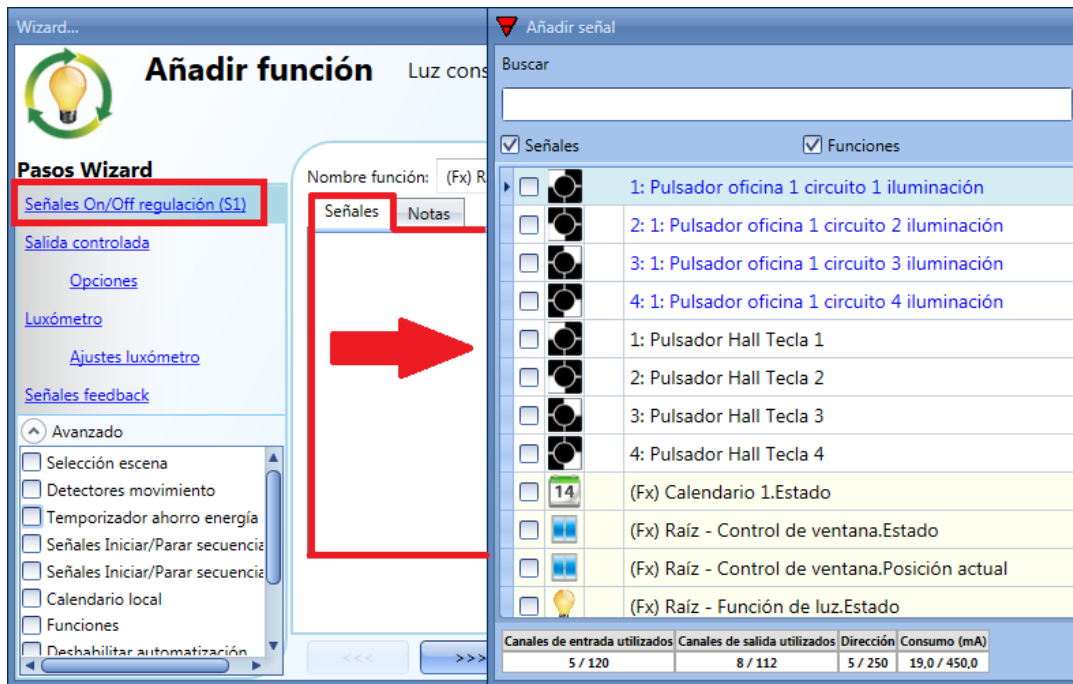 Wizard...
Añadir función
Luz cons
Pasos Wizard
Señales On/Off regulación (S1)
Salida controlada
Opciones
Luxómetro
Ajustes luxómetro
Señales feedback
Avanzado
Selección escena
Detectores movimiento
Temporizador ahorro energía
Señales Iniciar/Parar secuencia
Señales Iniciar/Parar secuencia
Calendario local
Funciones
Deshabilitar automatización
Nombre función: (Fx) R
Señales Notas
<<< >>>
Añadir señal
Buscar
Señales Funciones
1: Pulsador oficina 1 circuito 1 iluminación
2: 1: Pulsador oficina 1 circuito 2 iluminación
3: 1: Pulsador oficina 1 circuito 3 iluminación
4: 1: Pulsador oficina 1 circuito 4 iluminación
1: Pulsador Hall Tecla 1
2: Pulsador Hall Tecla 2
3: Pulsador Hall Tecla 3
4: Pulsador Hall Tecla 4
14 (Fx) Calendario 1.Estado
(Fx) Raíz - Control de ventana.Estado
(Fx) Raíz - Control de ventana.Posición actual
(Fx) Raíz - Función de luz.Estado
Canales de entrada utilizados Canales de salida utilizados Dirección Consumo (mA)
5 / 120 8 / 112 5 / 250 19,0 / 450,0